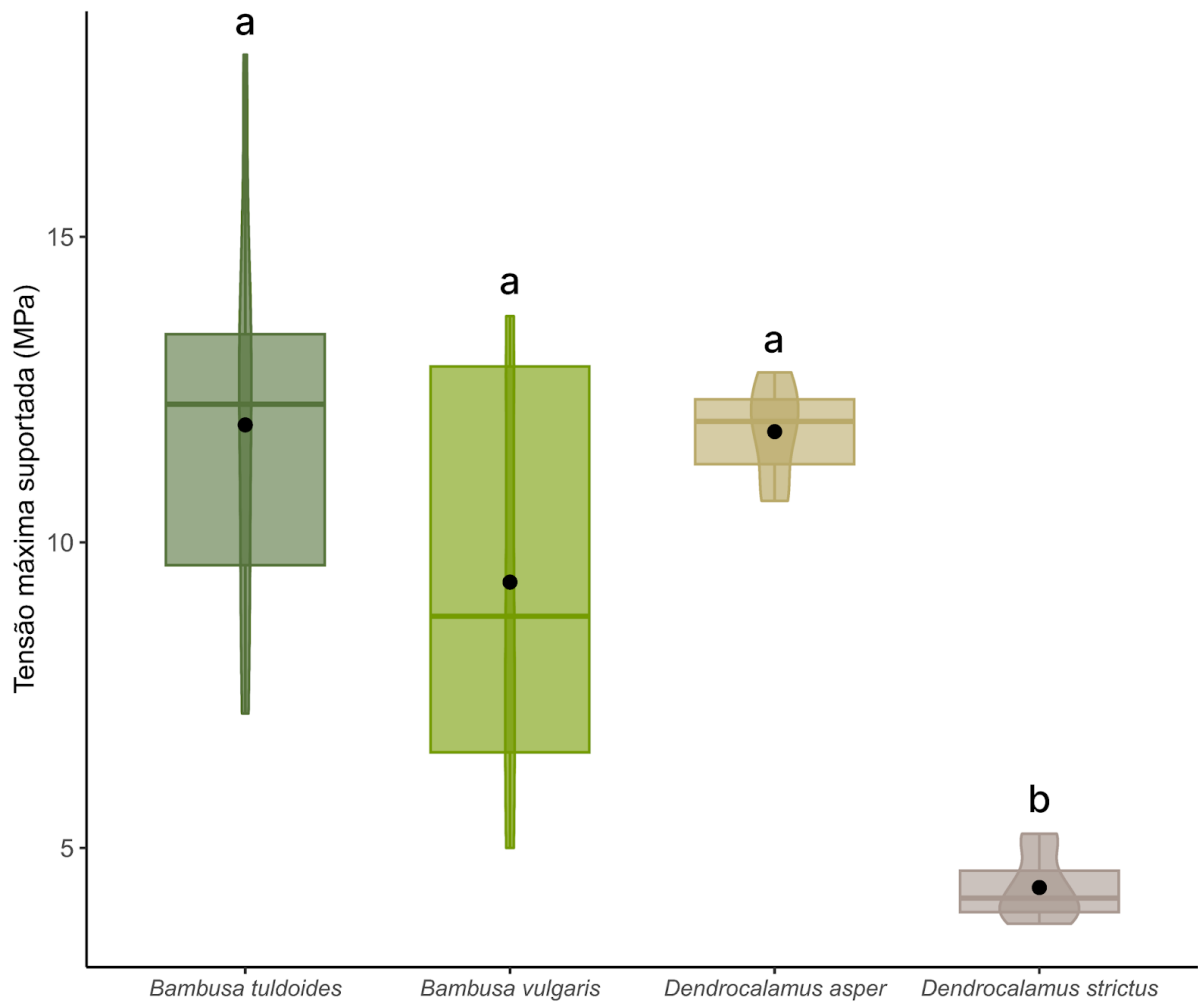 a
a
a
b
15
10
5
Tensão máxima suportada (MPa)
Bambusa tuldoides
Bambusa vulgaris
Dendrocalamus asper
Dendrocalamus strictus